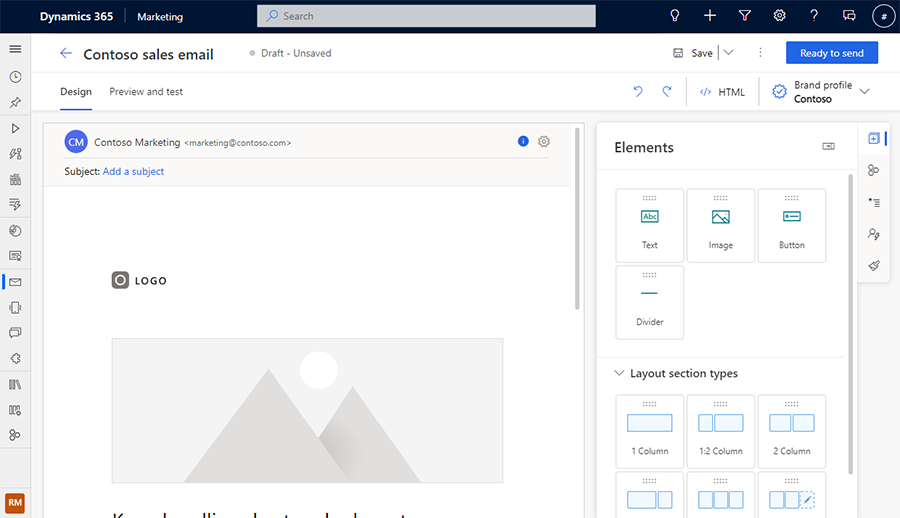 Dynamics 365 Marketing Search #
Contoso sales email Draft - Unsaved Save Ready to send
Design Preview and test </> HTML Brand profile
Contoso
CM Contoso Marketing <marketing@contoso.com>
Subject: Add a subject
LOGO
Elements
Abc
Text Image Button
Divider
Layout section types
1 Column 1:2 Column 2 Column
RM